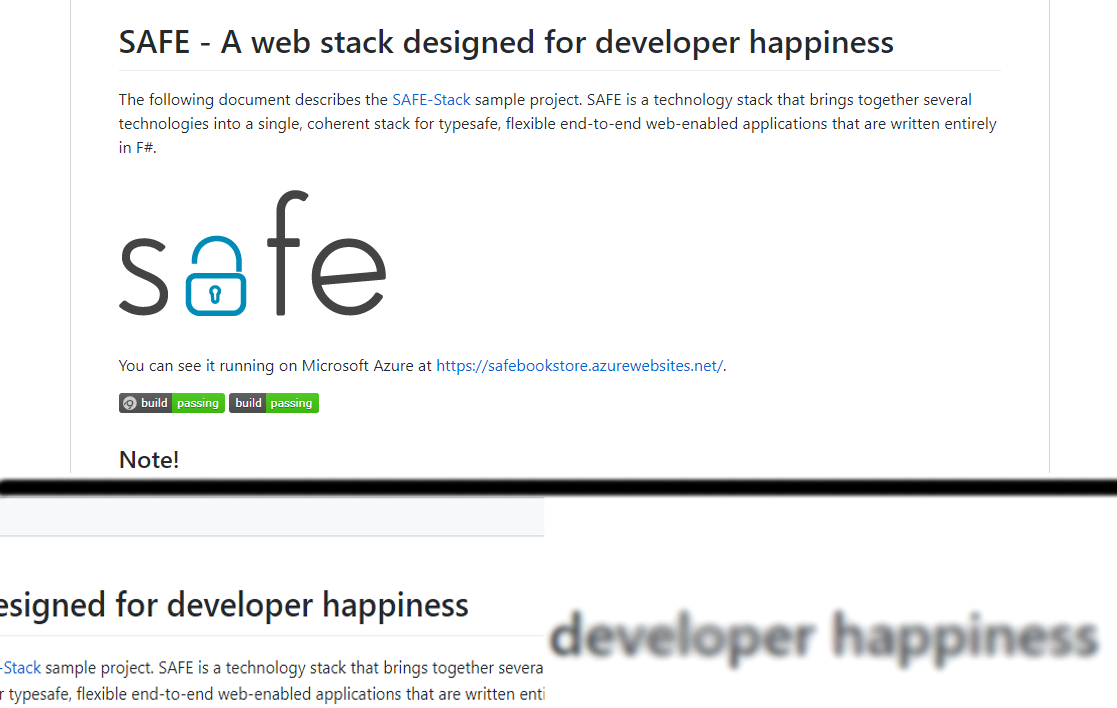 SAFE - A web stack designed for developer happiness
The following document describes the SAFE-Stack sample project. SAFE is a technology stack that brings together several
technologies into a single, coherent stack for typesafe, flexible end-to-end web-enabled applications that are written entirely
in F#.
safe
You can see it running on Microsoft Azure at https://safebookstore.azurewebsites.net/.
build passing build passing
Note!
esigned for developer happiness
developer happiness
-Stack sample project. SAFE is a technology stack that brings together severa
r typesafe, flexible end-to-end web-enabled applications that are written enti